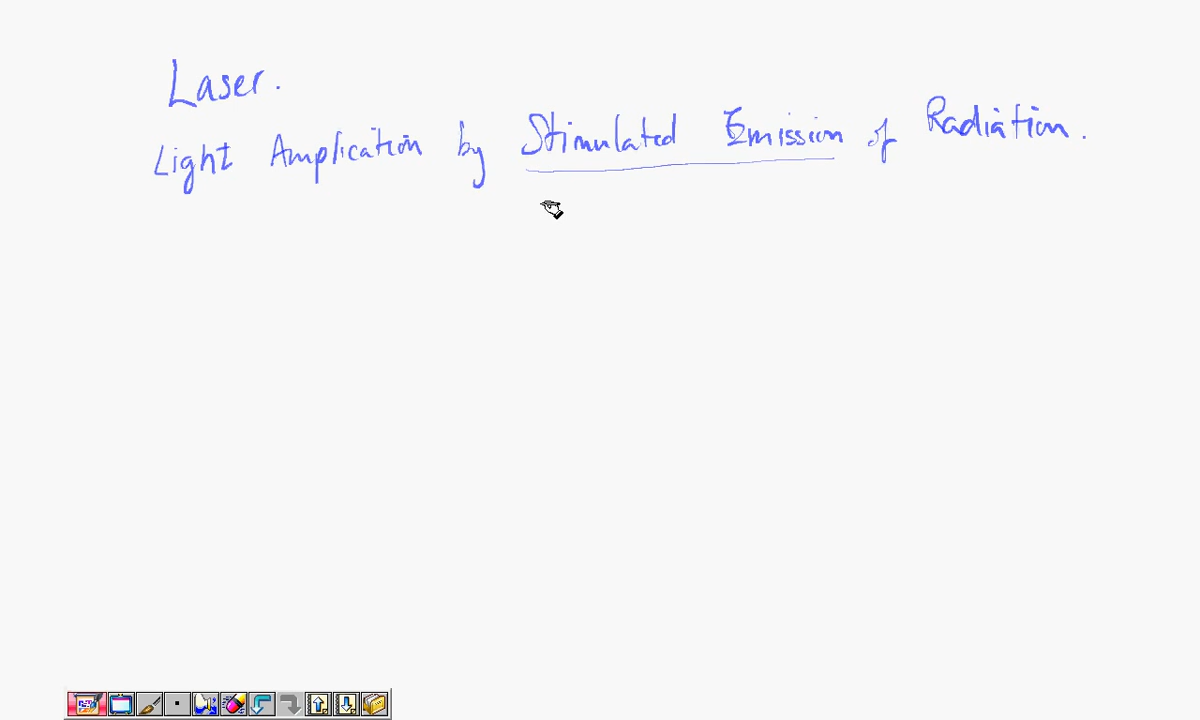 Laser.
Light Amplication by Stimulated Emission of Radiation.